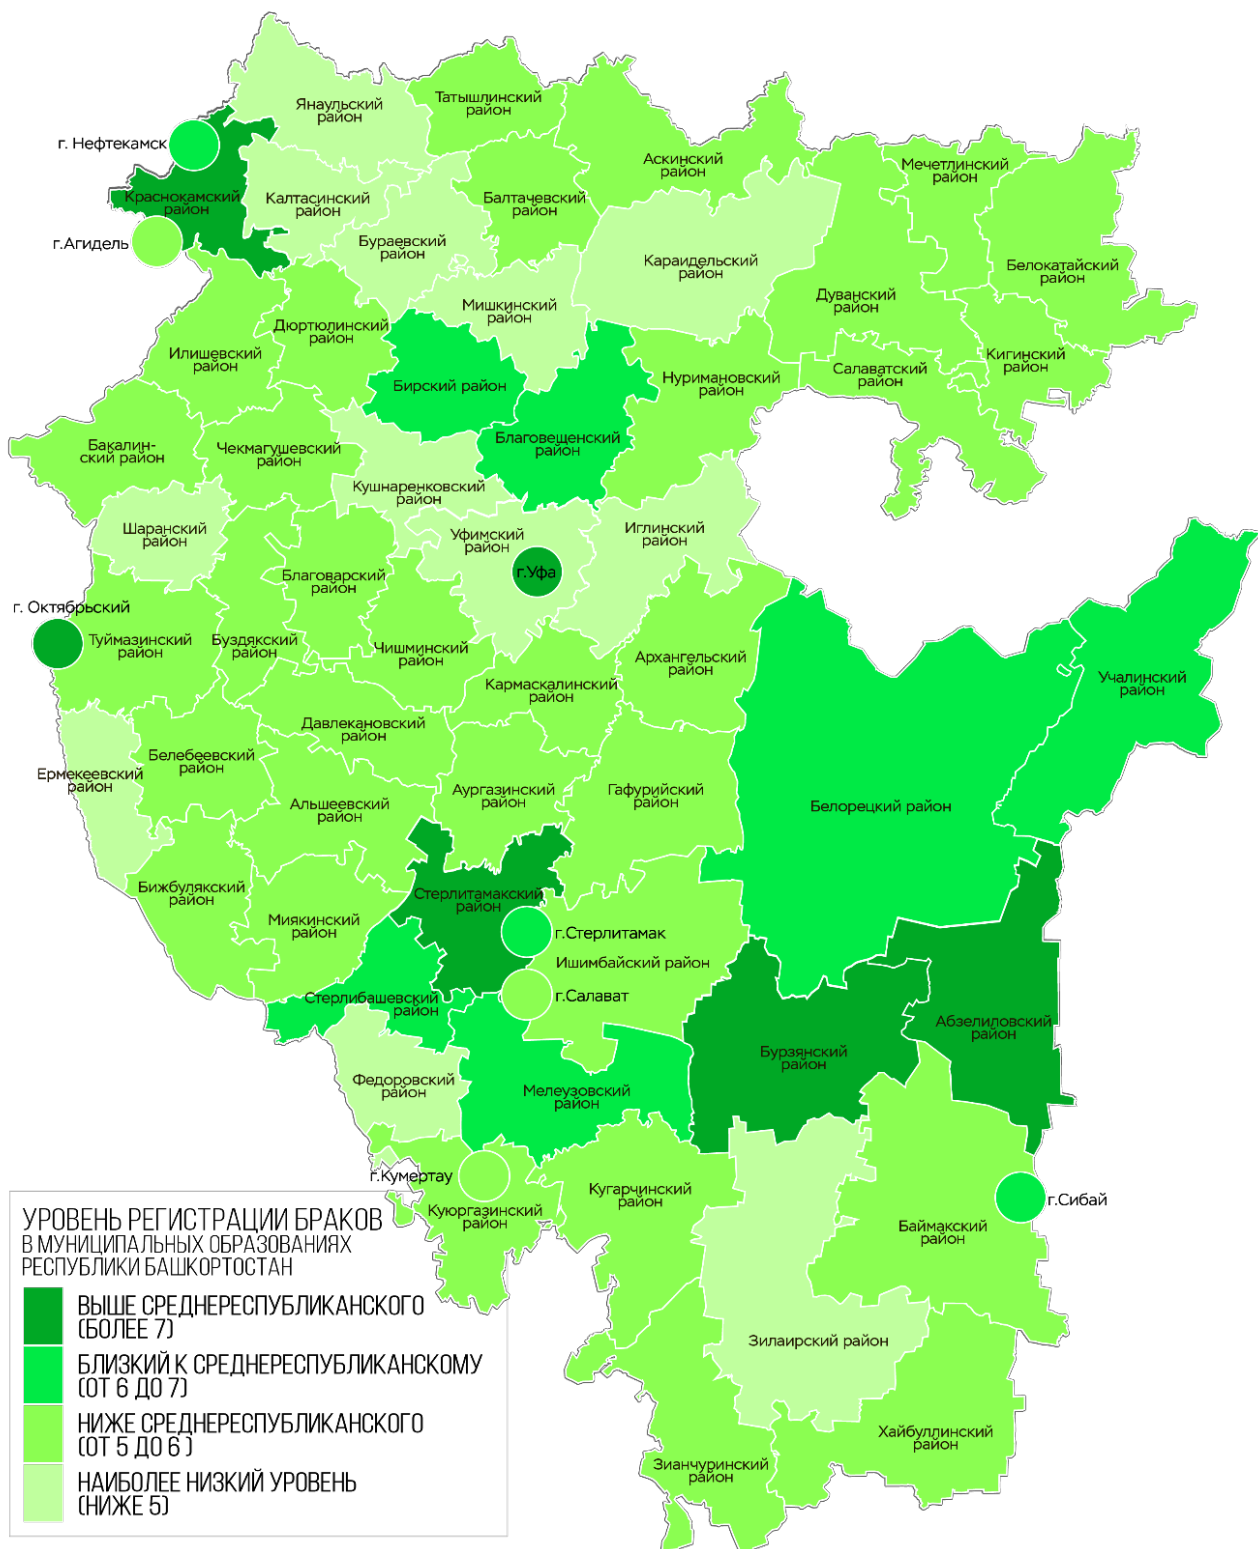 Янаульский
район
Татышлинский
район
г. Нефтекамск
Аскинский
район
Мечетлинский
район
Краснокамский
район
Калтасинский
район
Балтачевский
район
г.Агидель
Бураевский
район
Караидельский
район
Белокатайский
район
Мишкинский
район
Дуванский
район
Дюртюлинский
район
Илишевский
район
Кигинский
район
Салаватский
район
Бирский район
Нуримановский
район
Бакалин-
ский район
Чекмагушевский
район
Благовещенский
район
Кушнаренковский
район
Шаранский
район
Уфимский
район
Иглинский
район
г.Уфа
Благоварский
район
г. Октябрьский
Туймазинский
район
Буздякский
район
Чишминский
район
Архангельский
район
Кармаскалинский
район
Учалинский
район
Давлекановский
район
Белебеевский
район
Ермекеевский
район
Альшеевский
район
Аургазинский
район
Гафурийский
район
Белорецкий район
Бижбулякский
район
Миякинский
район
Стерлитамакский
район
г.Стерлитамак
Ишимбайский район
г.Салават
Стерлибашевский
район
Абзелиловский
район
Бурзянский
район
Федоровский
район
Мелеузовский
район
г.Кумертау
Куюргазинский
район
Кугарчинский
район
г.Сибай
Баймакский
район
Зилаирский район
Хайбуллинский
район
Зианчуринский
район
УРОВЕНЬ РЕГИСТРАЦИИ БРАКОВ
В МУНИЦИПАЛЬНЫХ ОБРАЗОВАНИЯХ
РЕСПУБЛИКИ БАШКОРТОСТАН
ВЫШЕ СРЕДНЕРЕСПУБЛИКАНСКОГО
(БОЛЕЕ 7)
БЛИЗКИЙ К СРЕДНЕРЕСПУБЛИКАНСКОМУ
(ОТ 6 ДО 7)
НИЖЕ СРЕДНЕРЕСПУБЛИКАНСКОГО
(ОТ 5 ДО 6 )
НАИБОЛЕЕ НИЗКИЙ УРОВЕНЬ
(НИЖЕ 5)